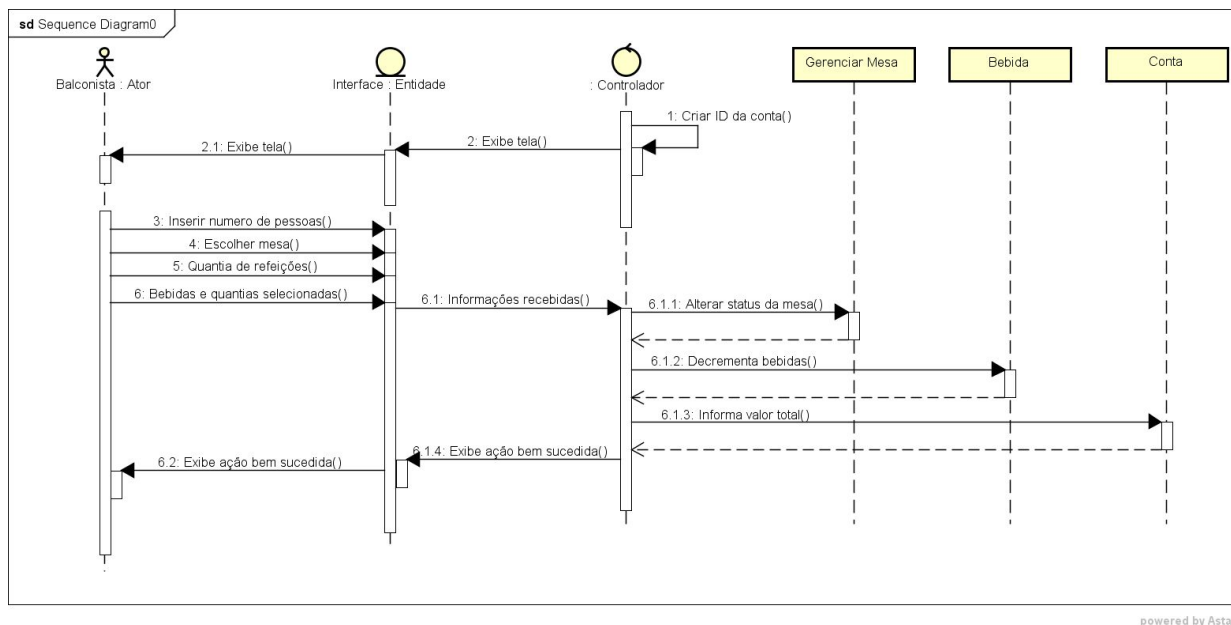 sd Sequence Diagram0
Balconista : Ator
Interface : Entidade
: Controlador
Gerenciar Mesa
Bebida
Conta
1: Criar ID da conta()
2: Exibe tela()
2.1: Exibe tela()
3: Inserir numero de pessoas()
4: Escolher mesa()
5: Quantia de refeições()
6: Bebidas e quantias selecionadas()
6.1: Informações recebidas()
6.1.1: Alterar status da mesa()
6.1.2: Decrementa bebidas()
6.1.3: Informa valor total()
6.1.4: Exibe ação bem sucedida()
6.2: Exibe ação bem sucedida()
powered by Asta